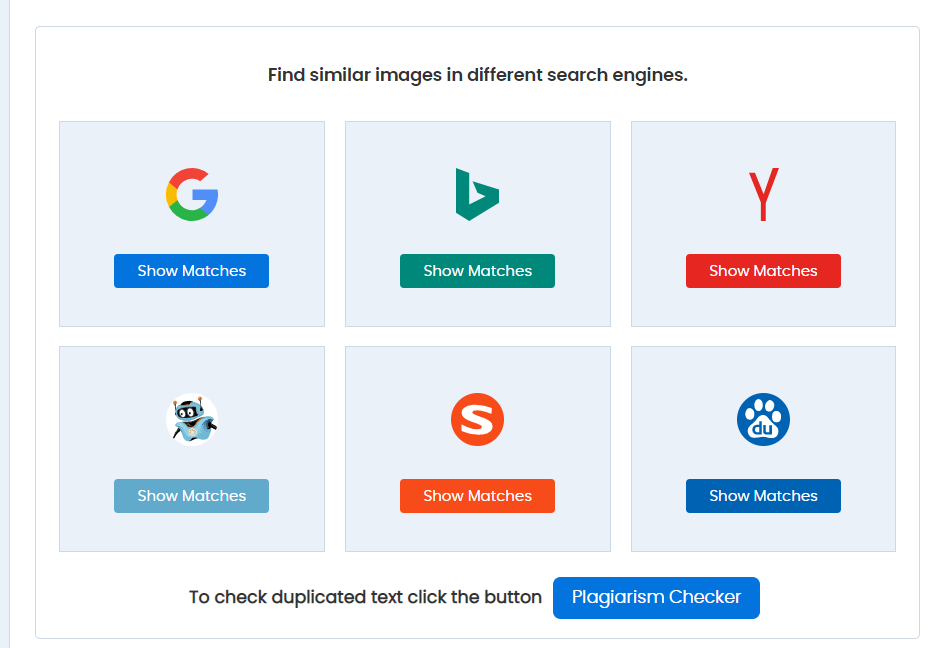 Find similar images in different search engines.
Show Matches
Show Matches
Show Matches
du
Show Matches
Show Matches
Show Matches
To check duplicated text click the button
Plagiarism Checker